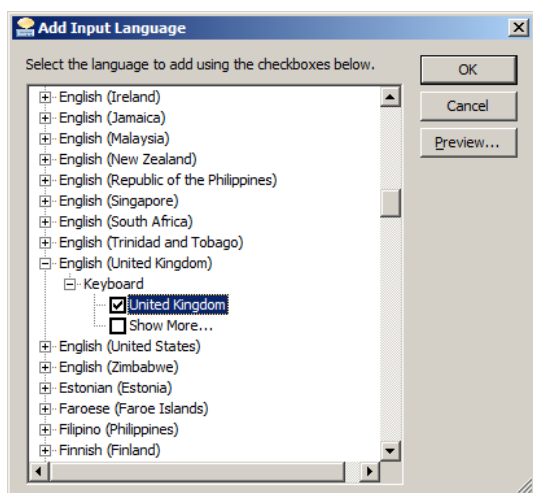 Add Input Language
Select the language to add using the checkboxes below.
OK
Cancel
Preview...
English (Ireland)
English (Jamaica)
English (Malaysia)
English (New Zealand)
English (Republic of the Philippines)
English (Singapore)
English (South Africa)
English (Trinidad and Tobago)
English (United Kingdom)
Keyboard
United Kingdom
Show More...
English (United States)
English (Zimbabwe)
Estonian (Estonia)
Faroese (Faroe Islands)
Filipino (Philippines)
Finnish (Finland)